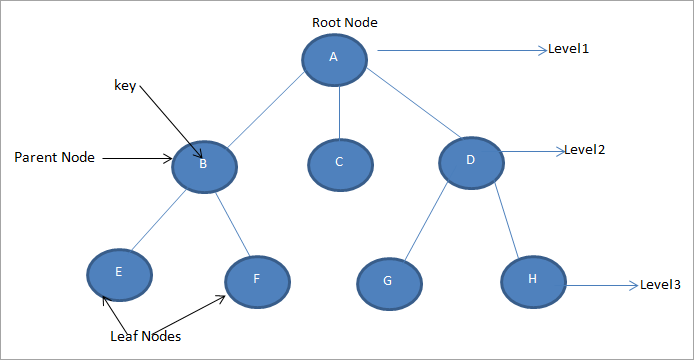 Root Node
A
Level1
key
Parent Node
B
C
D
Level2
E
F
G
H
Level3
Leaf Nodes